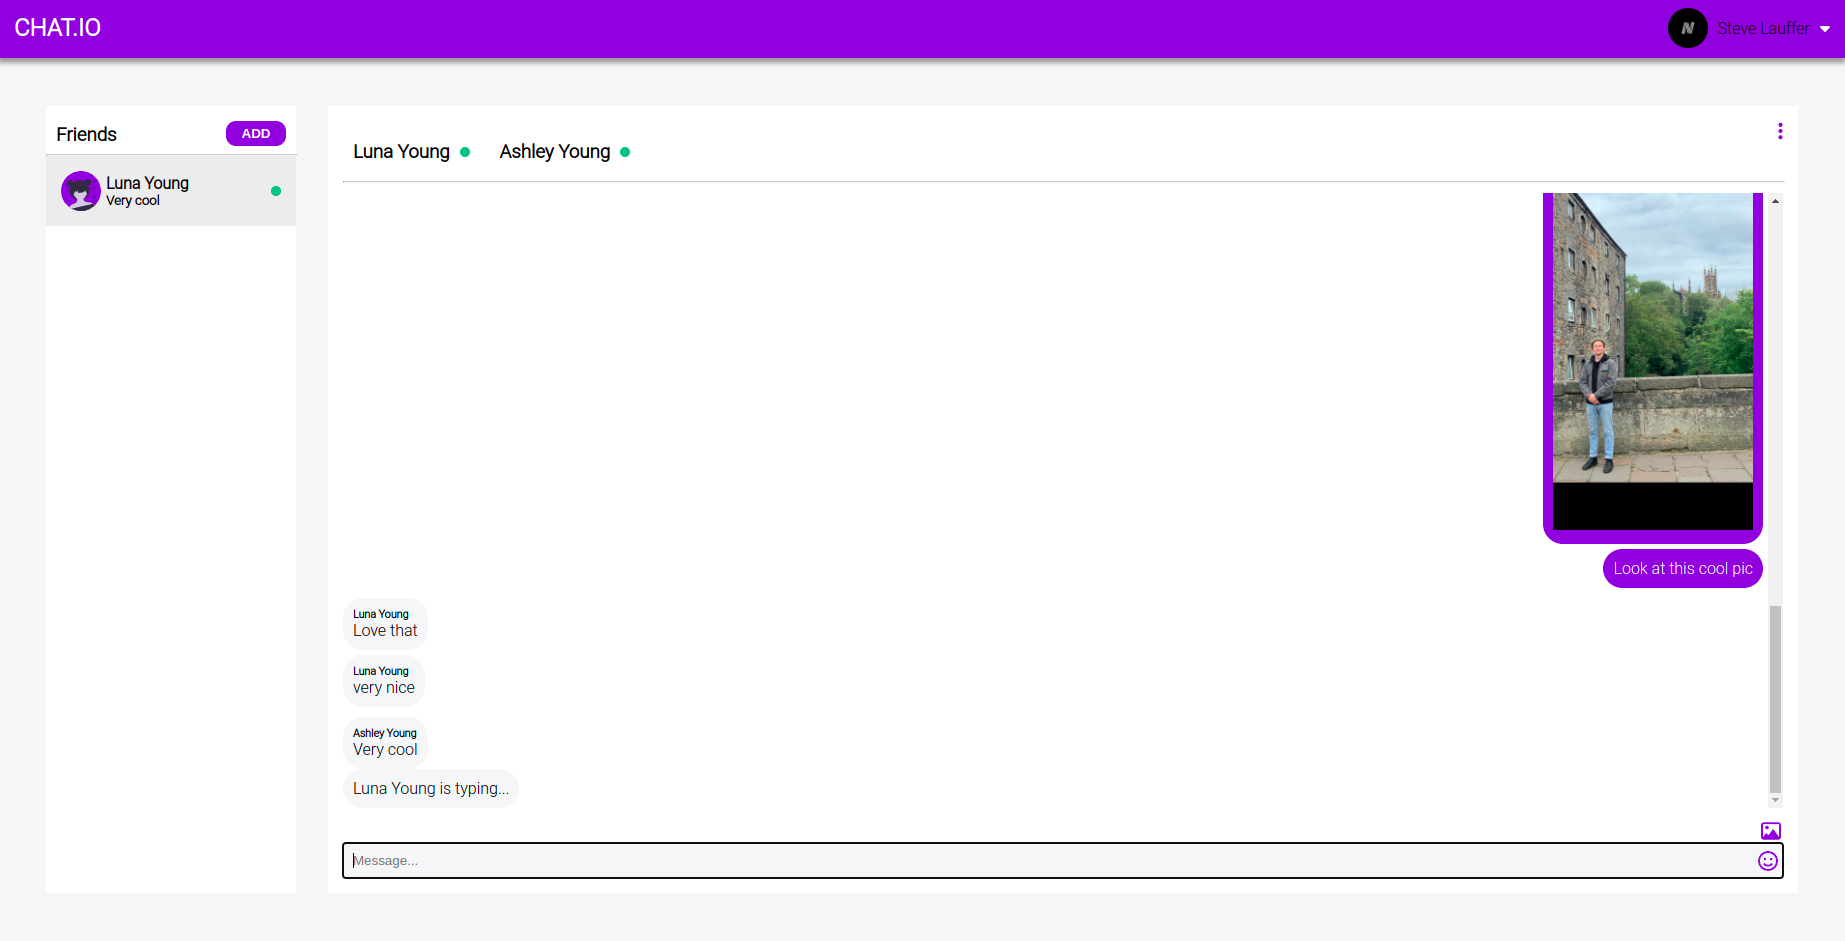 CHAT.IO
N
Steve Lauffer
Friends
ADD
Luna Young
Very cool
Luna Young
Ashley Young
Look at this cool pic
Luna Young
Love that
Luna Young
very nice
Ashley Young
Very cool
Luna Young is typing...
Message...